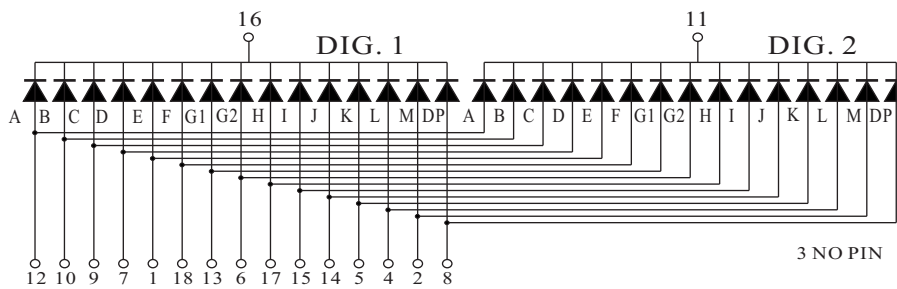 16 11
DIG. 1 DIG. 2
A B C D E F G1 G2 H I J K L M DP A B C D E F G1 G2 H I J K L M DP
3 NO PIN
12 10 9 7 1 18 13 6 17 15 14 5 4 2 8